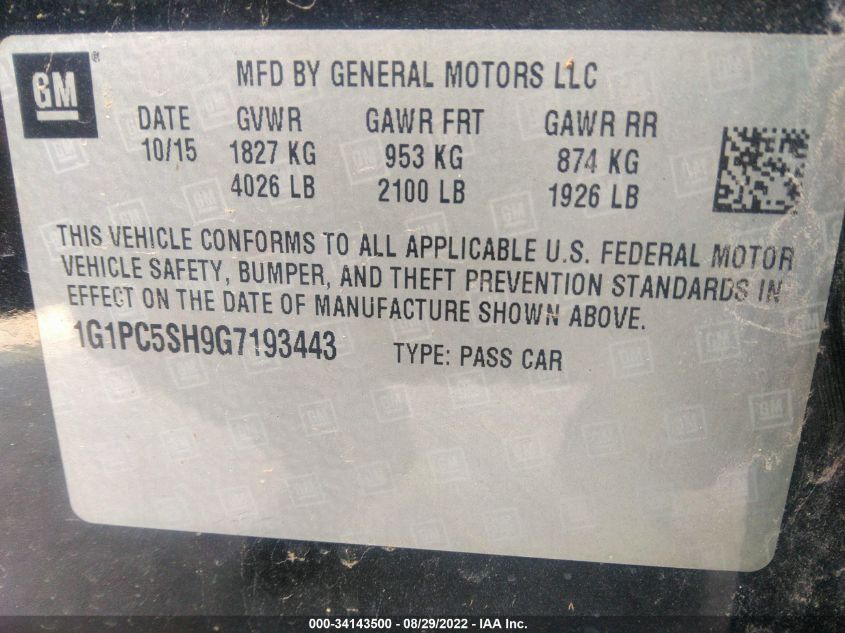 GM ®
MFD BY GENERAL MOTORS LLC
DATE GVWR GAWR FRT GAWR RR
10/15 1827 KG 953 KG 874 KG
4026 LB 2100 LB 1926 LB
THIS VEHICLE CONFORMS TO ALL APPLICABLE U.S. FEDERAL MOTOR
VEHICLE SAFETY, BUMPER, AND THEFT PREVENTION STANDARDS IN
EFFECT ON THE DATE OF MANUFACTURE SHOWN ABOVE.
1G1PC5SH9G7193443 TYPE: PASS CAR
000-34143500 - 08/29/2022 - IAA Inc.